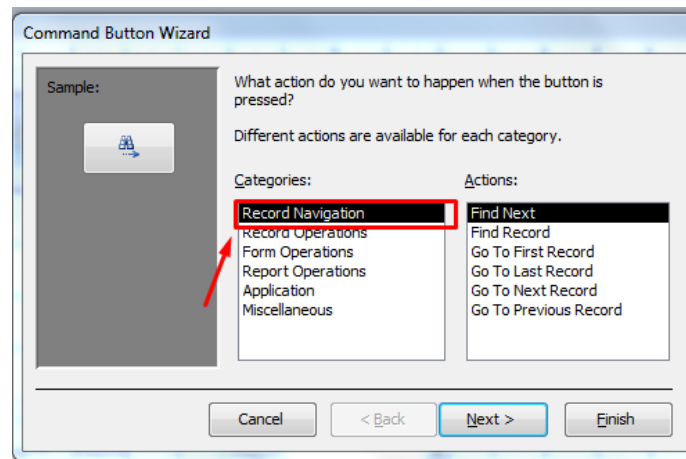 Command Button Wizard
Sample:
What action do you want to happen when the button is
pressed?
Different actions are available for each category.
Categories:
Actions:
Record Navigation
Record Operations
Form Operations
Report Operations
Application
Miscellaneous
Find Next
Find Record
Go To First Record
Go To Last Record
Go To Next Record
Go To Previous Record
Cancel
< Back
Next >
Finish